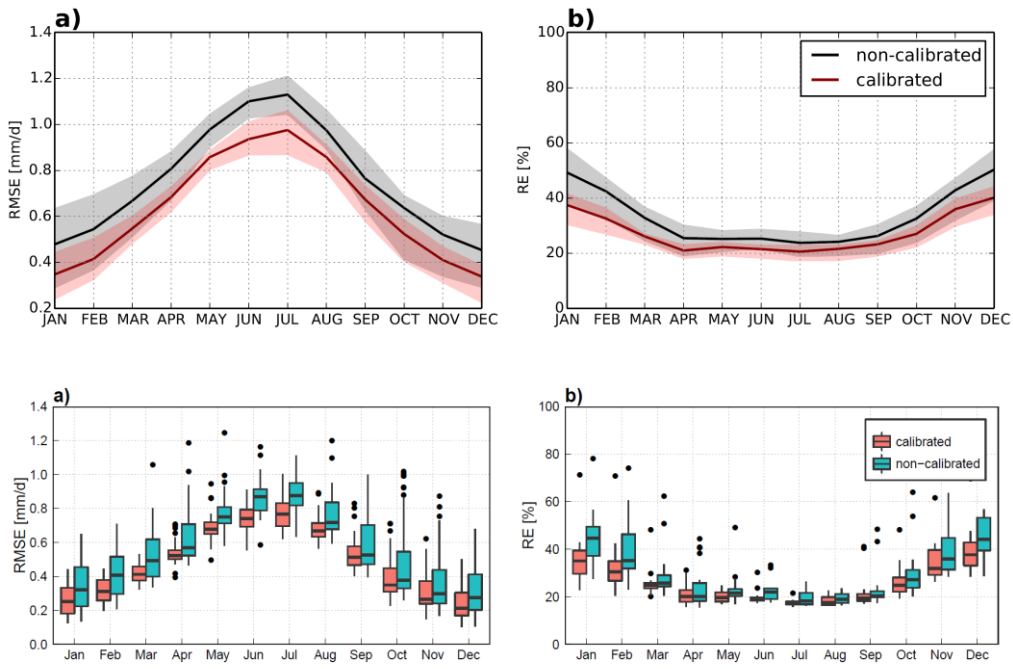 a)
RMSE [mm/d]
1.4
1.2
1.0
0.8
0.6
0.4
0.2
JAN FEB MAR APR MAY JUN JUL AUG SEP OCT NOV DEC
b)
RE [%]
100
80
60
40
20
0
JAN FEB MAR APR MAY JUN JUL AUG SEP OCT NOV DEC
non-calibrated
calibrated
a)
RMSE [mm/d]
1.4
1.2
1.0
0.8
0.6
0.4
0.2
0.0
Jan Feb Mar Apr May Jun Jul Aug Sep Oct Nov Dec
b)
RE [%]
100
80
60
40
20
0
Jan Feb Mar Apr May Jun Jul Aug Sep Oct Nov Dec
calibrated
non−calibrated